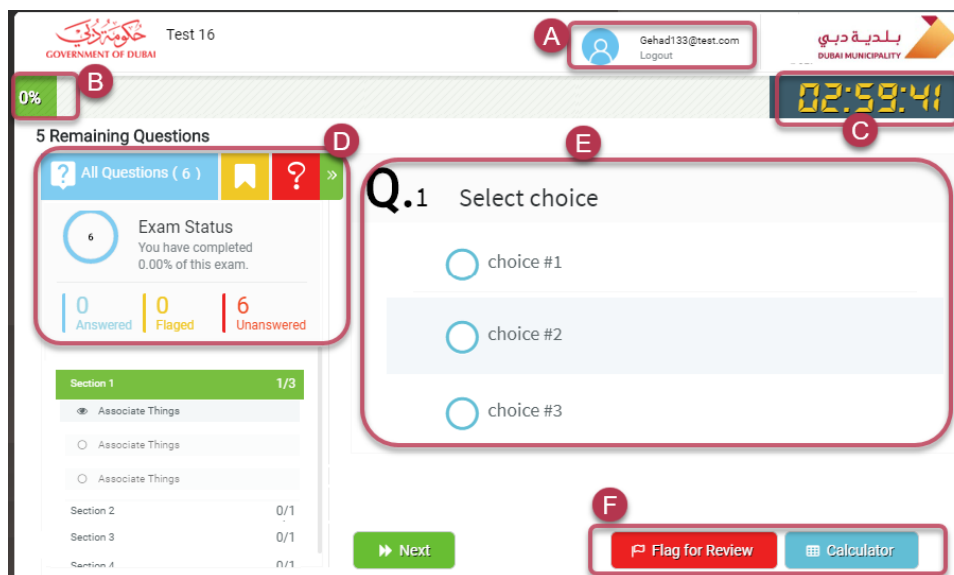 حكومة دبي
GOVERNMENT OF DUBAI
Test 16
A
Gehad133@test.com
Logout
بلدية دبي
DUBAI MUNICIPALITY
0%
B
02:59:41
C
5 Remaining Questions
D
E
? All Questions ( 6 )
?
»
6
Exam Status
You have completed
0.00% of this exam.
0
Answered
0
Flaged
6
Unanswered
Q.1 Select choice
choice #1
choice #2
choice #3
Section 1 1/3
Associate Things
Associate Things
Associate Things
Section 2 0/1
Section 3 0/1
Section 4 0/1
F
Next
Flag for Review
Calculator